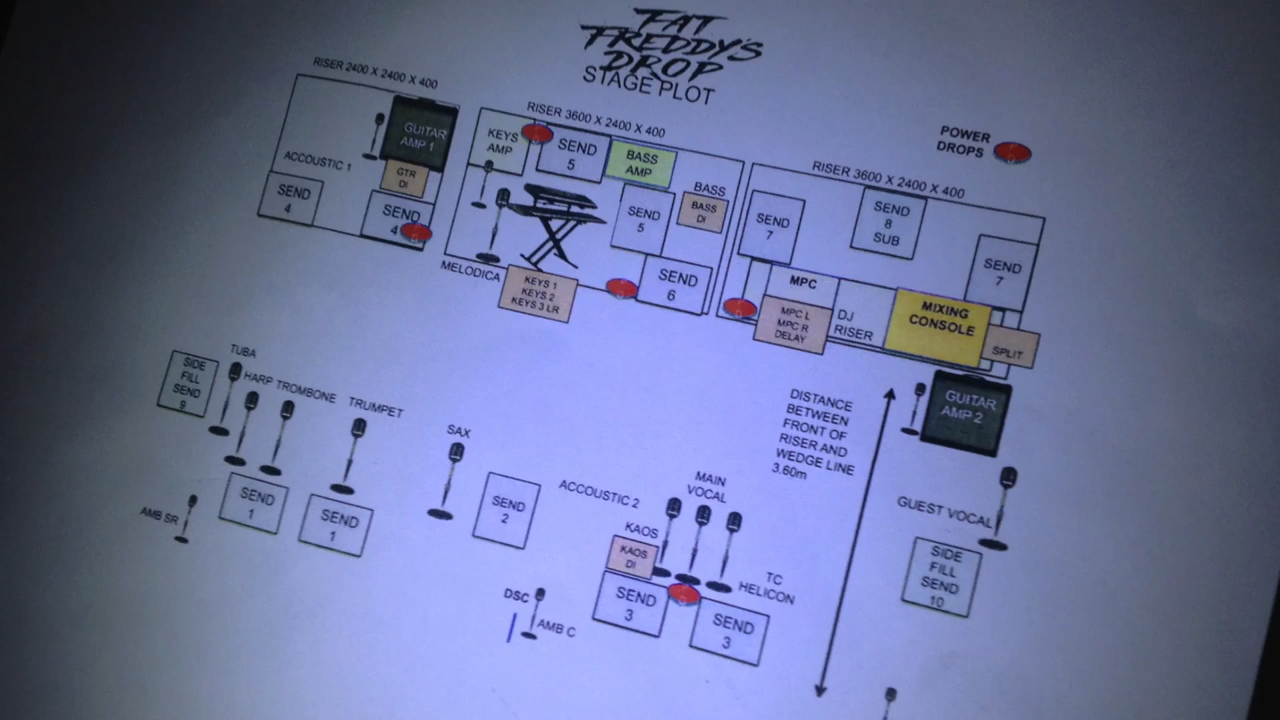 FAT
FREDDY'S
DROP
STAGE PLOT
RISER 2400 X 2400 X 400
GUITAR
AMP 1
ACCOUSTIC 1
GTR
DI
SEND
4
SEND
4
RISER 3600 X 2400 X 400
KEYS
AMP
SEND
5
BASS
AMP
BASS
BASS
DI
SEND
5
SEND
6
MELODICA
KEYS 1
KEYS 2
KEYS 3 LR
POWER
DROPS
RISER 3600 X 2400 X 400
SEND
7
SEND
8
SUB
SEND
7
MPC
MPC L
MPC R
DELAY
DJ
RISER
MIXING
CONSOLE
SPLIT
GUITAR
AMP 2
SIDE
FILL
SEND
9
TUBA
HARP TROMBONE
TRUMPET
SAX
SEND
1
SEND
1
SEND
2
AMB SR
DISTANCE
BETWEEN
FRONT OF
RISER AND
WEDGE LINE
3.60m
ACCOUSTIC 2
MAIN
VOCAL
KAOS
KAOS
DI
TC
HELICON
SEND
3
SEND
3
DSC
AMB C
GUEST VOCAL
SIDE
FILL
SEND
10